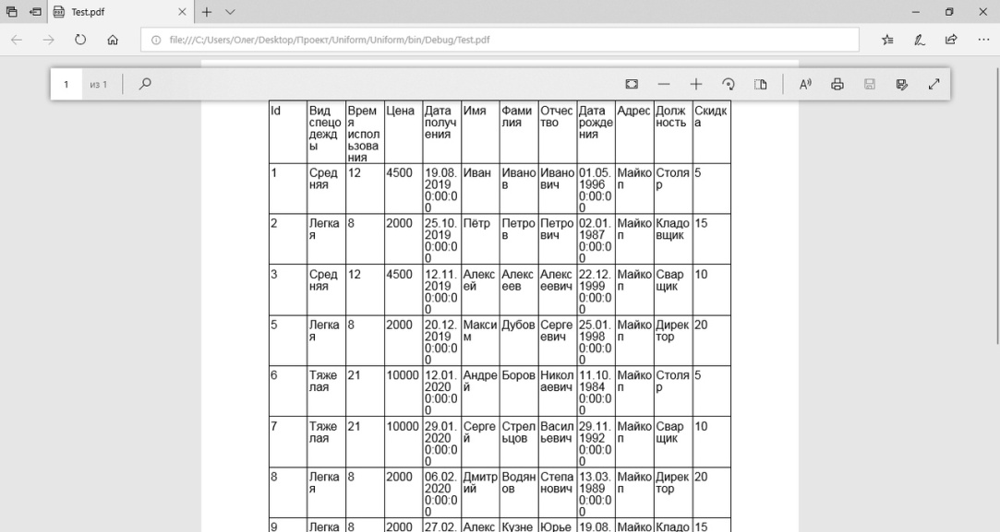 Test.pdf
file:///C:/Users/Олег/Desktop/Проект/Uniform/Uniform/bin/Debug/Test.pdf
1 из 1
Id Вид спецодежды Время использования Цена Дата получения Имя Фамилия Отчество Дата рождения Адрес Должность Скидка
1 Средняя 12 4500 19.08.2019 0:00:00 Иван Иванов Иванович 01.05.1996 0:00:00 Майкоп Столяр 5
2 Легкая 8 2000 25.10.2019 0:00:00 Пётр Петров Петрович 02.01.1987 0:00:00 Майкоп Кладовщик 15
3 Средняя 12 4500 12.11.2019 0:00:00 Алексей Алексеев Алексеевич 22.12.1999 0:00:00 Майкоп Сварщик 10
5 Легкая 8 2000 20.12.2019 0:00:00 Максим Дубов Сергеевич 25.01.1998 0:00:00 Майкоп Директор 20
6 Тяжелая 21 10000 12.01.2020 0:00:00 Андрей Боров Николаевич 11.10.1984 0:00:00 Майкоп Столяр 5
7 Тяжелая 21 10000 29.01.2020 0:00:00 Сергей Стрельцов Васильевич 29.11.1992 0:00:00 Майкоп Сварщик 10
8 Легкая 8 2000 06.02.2020 0:00:00 Дмитрий Водянов Степанович 13.03.1989 0:00:00 Майкоп Директор 20
9 Легка 8 2000 27.02. Алекс Кузне Юрье 19.08. Майко Кладо 15